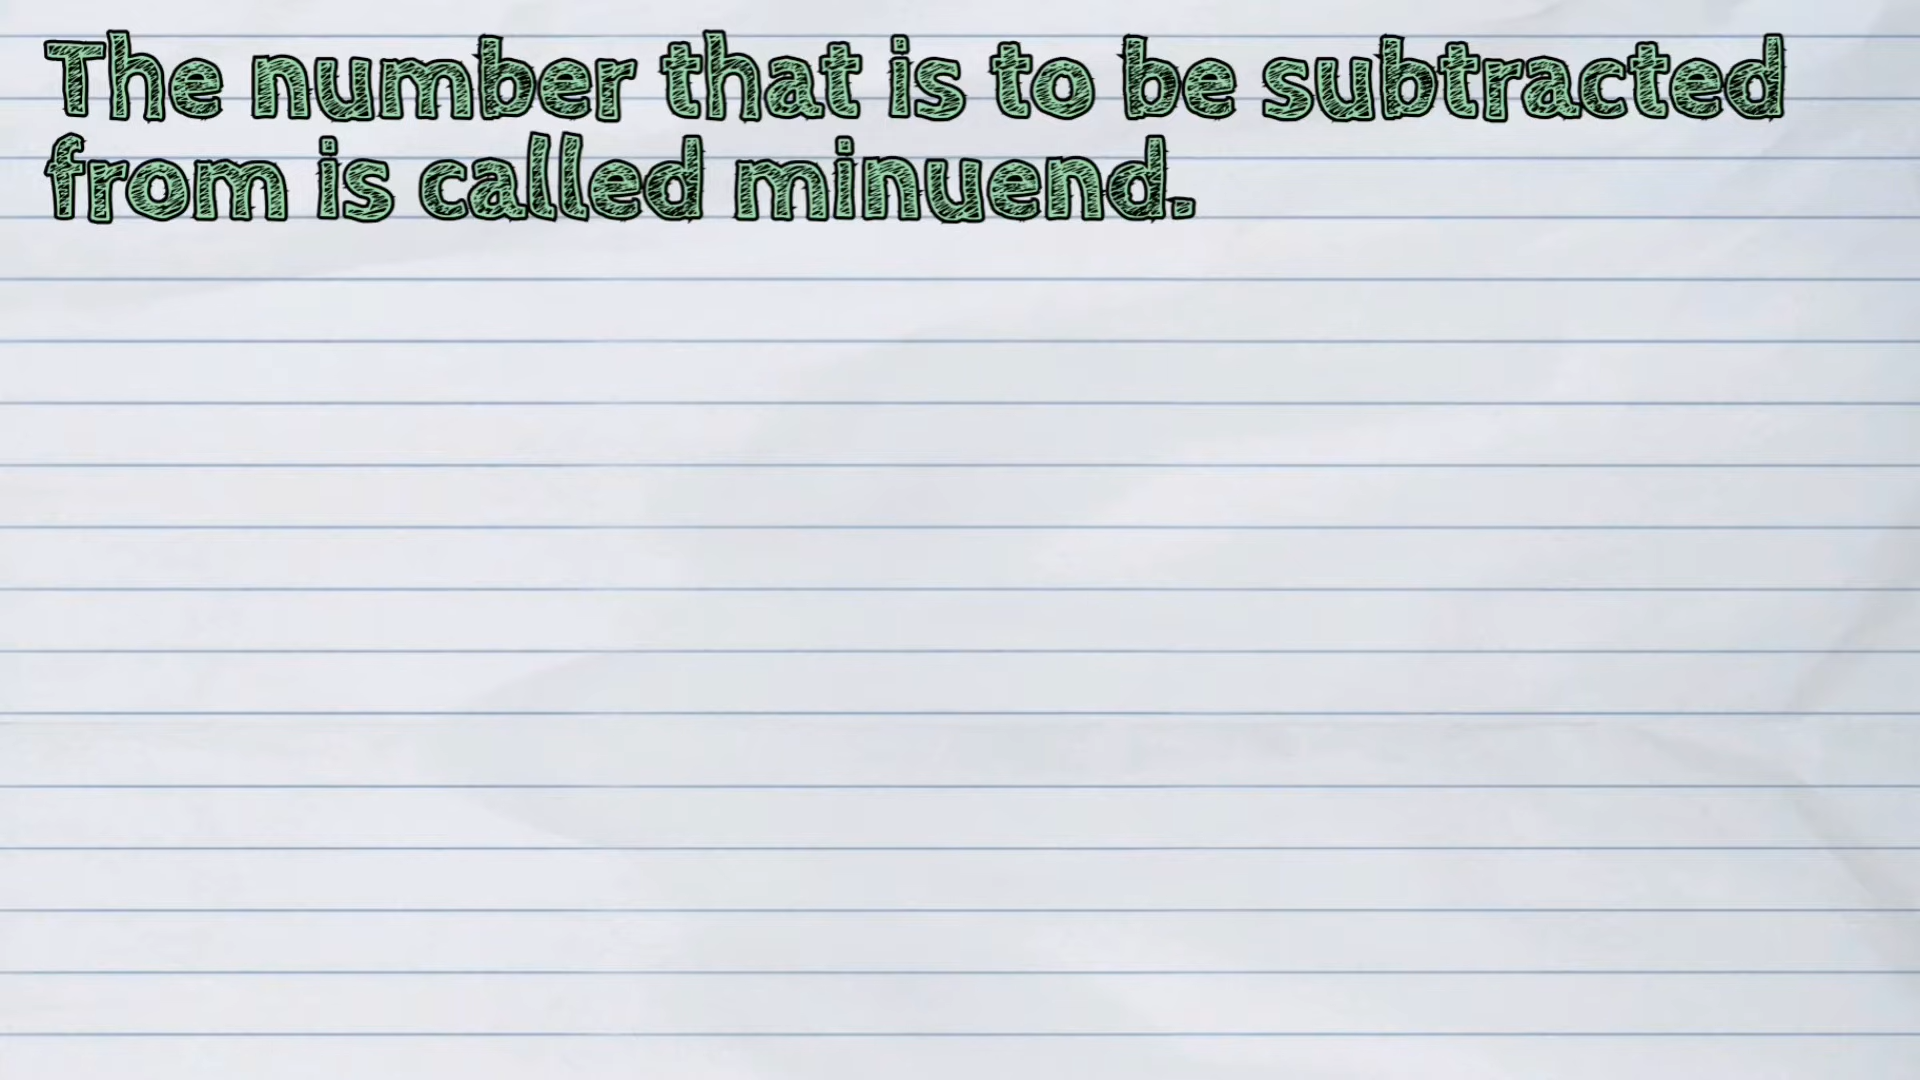 The number that is to be subtracted
from is called minuend.